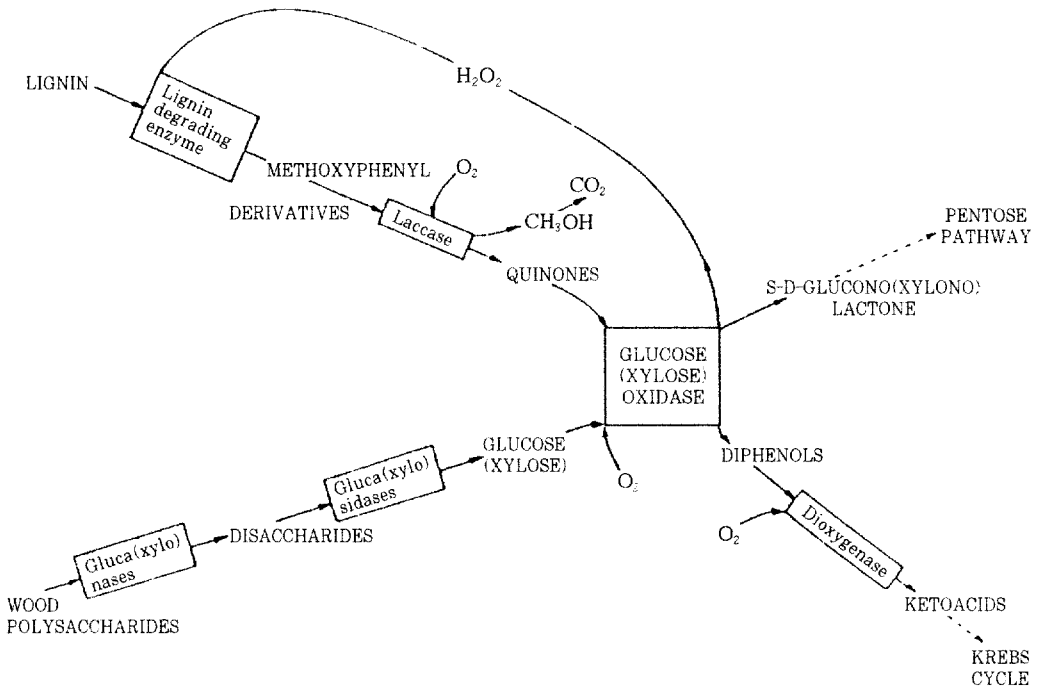 H₂O₂
LIGNIN
Lignin
degrading
enzyme
METHOXYPHENYL
DERIVATIVES
O₂
CO₂
Laccase
CH₃OH
QUINONES
PENTOSE
PATHWAY
S-D-GLUCONO(XYLONO)
LACTONE
GLUCOSE
(XYLOSE)
OXIDASE
GLUCOSE
(XYLOSE)
O₂
DIPHENOLS
Gluca(xylo)
sidases
DISACCHARIDES
Gluca(xylo)
nases
WOOD
POLYSACCHARIDES
O₂
Dioxygenase
KETOACIDS
KREBS
CYCLE